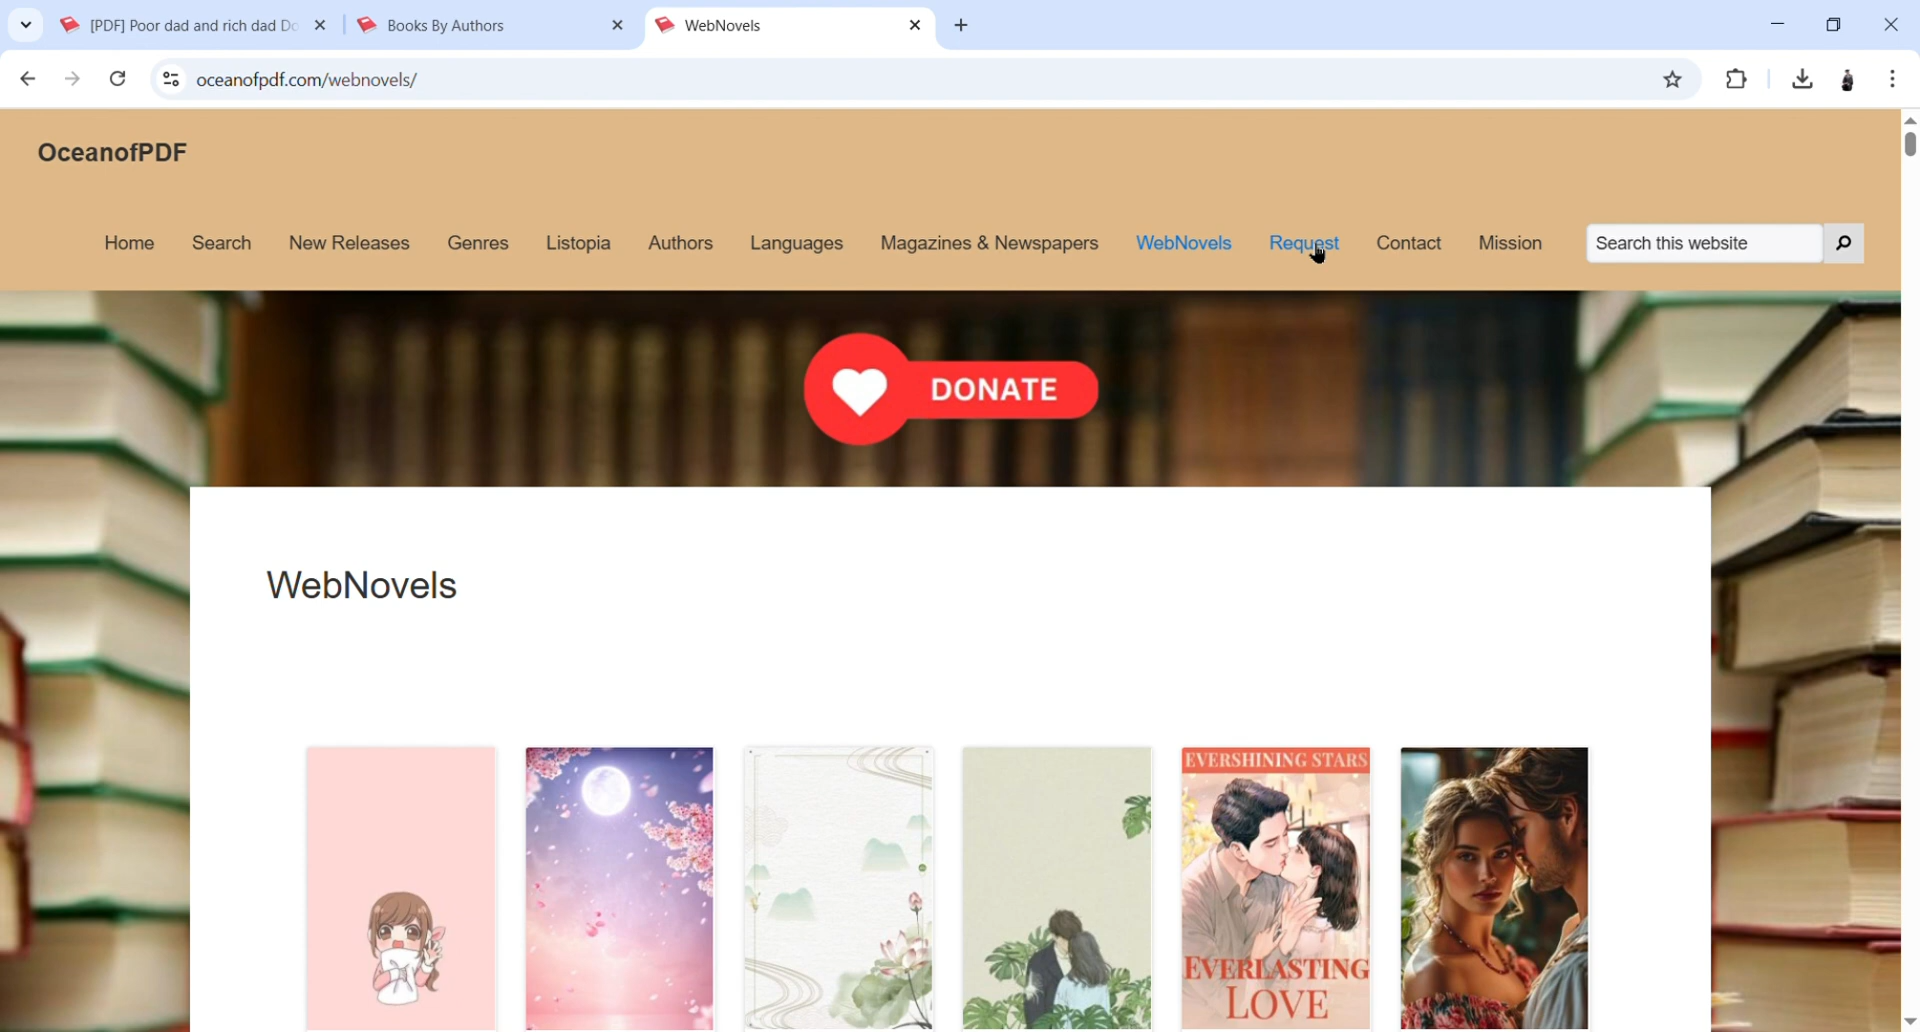 [PDF] Poor dad and rich dad Do
Books By Authors
WebNovels
oceanofpdf.com/webnovels/
OceanofPDF
Home Search New Releases Genres Listopia Authors Languages Magazines & Newspapers WebNovels Request Contact Mission Search this website
DONATE
WebNovels
EVERSHINING STARS
EVERLASTING
LOVE